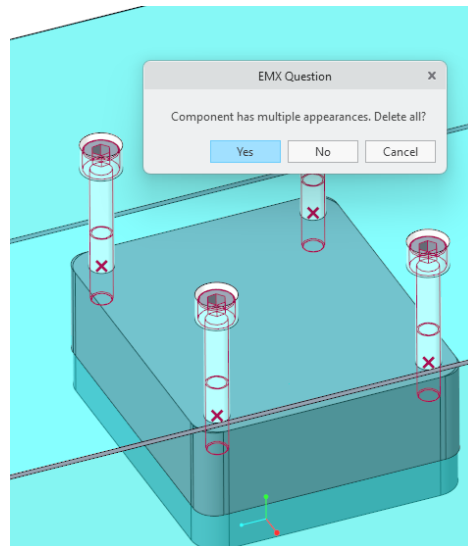 EMX Question
Component has multiple appearances. Delete all?
Yes No Cancel